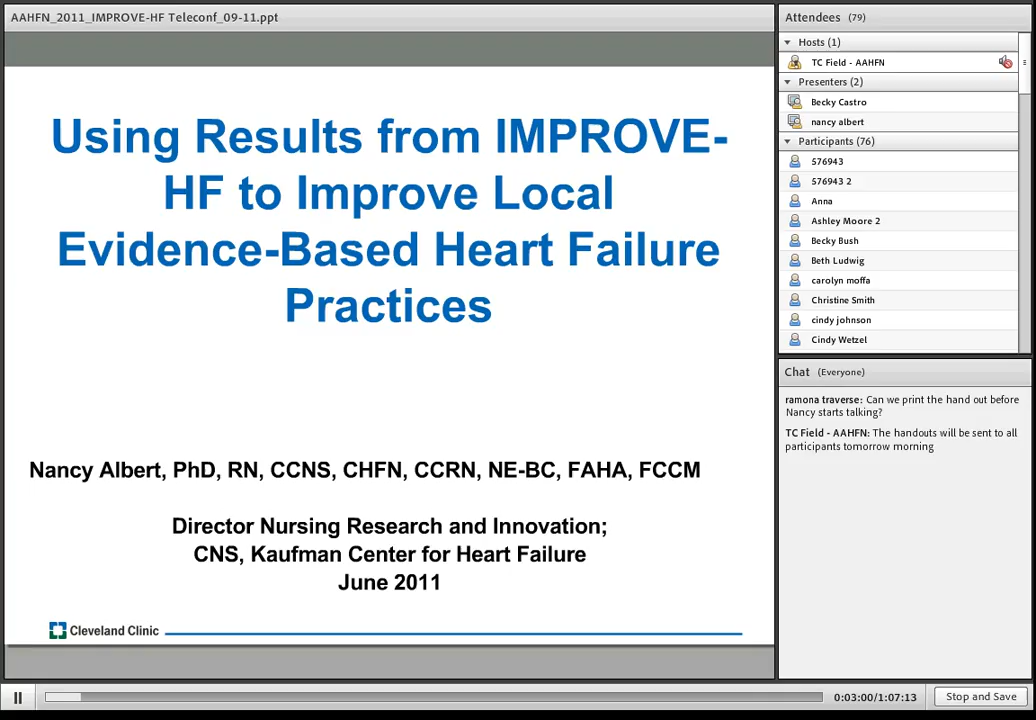 AAHFN_2011_IMPROVE-HF Teleconf_09-11.ppt
Using Results from IMPROVE-
HF to Improve Local
Evidence-Based Heart Failure
Practices
Nancy Albert, PhD, RN, CCNS, CHFN, CCRN, NE-BC, FAHA, FCCM
Director Nursing Research and Innovation;
CNS, Kaufman Center for Heart Failure
June 2011
Cleveland Clinic
Attendees (79)
Hosts (1)
TC Field - AAHFN
Presenters (2)
Becky Castro
nancy albert
Participants (76)
576943
576943 2
Anna
Ashley Moore 2
Becky Bush
Beth Ludwig
carolyn moffa
Christine Smith
cindy johnson
Cindy Wetzel
Chat (Everyone)
ramona traverse: Can we print the hand out before
Nancy starts talking?
TC Field - AAHFN: The handouts will be sent to all
participants tomorrow morning
0:03:00/1:07:13
Stop and Save